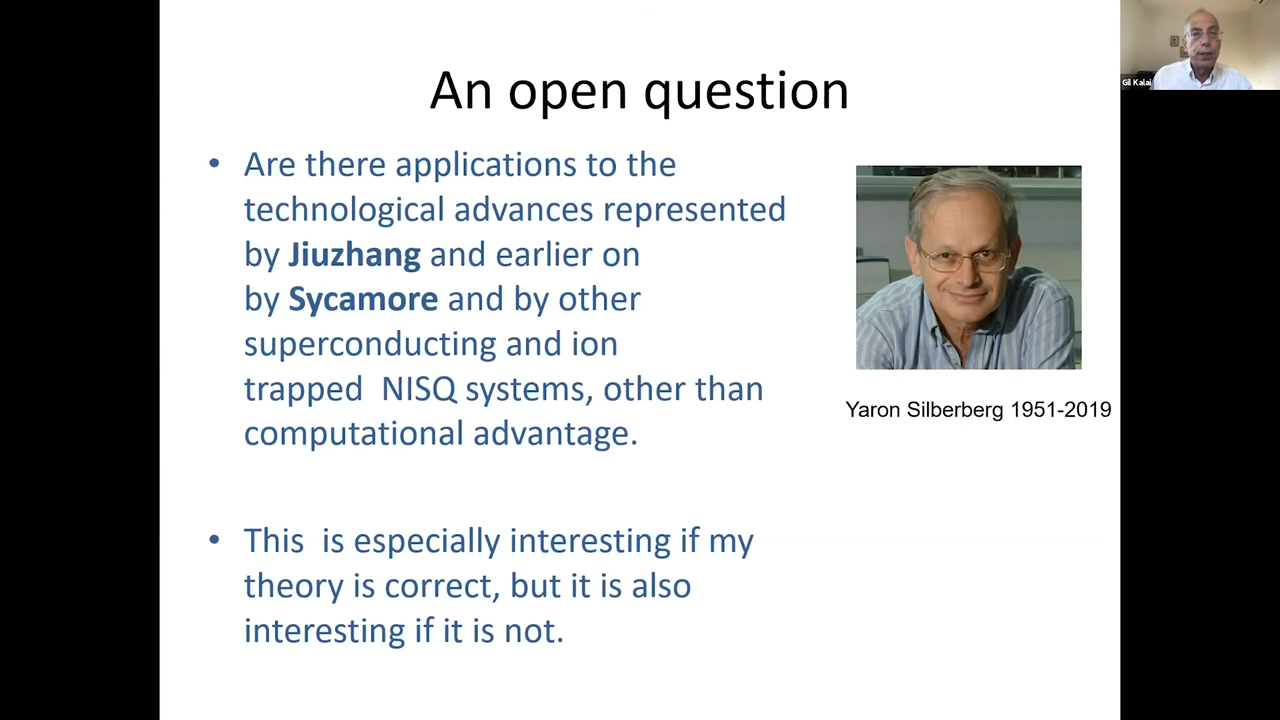 An open question
• Are there applications to the
technological advances represented
by Jiuzhang and earlier on
by Sycamore and by other
superconducting and ion
trapped  NISQ systems, other than
computational advantage.
• This  is especially interesting if my
theory is correct, but it is also
interesting if it is not.
Yaron Silberberg 1951-2019
Gil Kalai